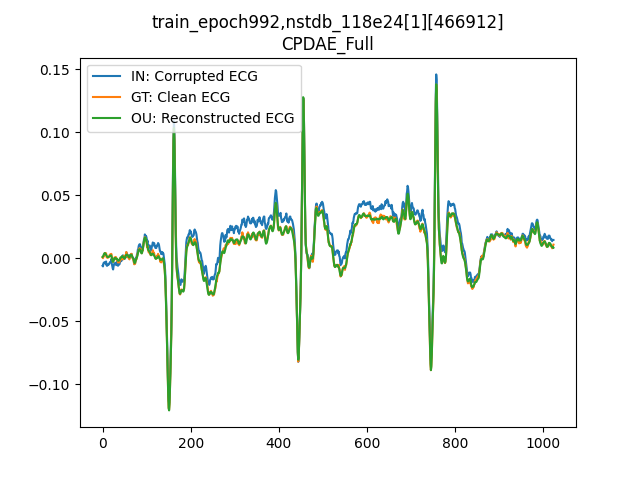 train_epoch992,nstdb_118e24[1][466912]
CPDAE_Full
IN: Corrupted ECG
GT: Clean ECG
OU: Reconstructed ECG
0.15
0.10
0.05
0.00
−0.05
−0.10
0 200 400 600 800 1000